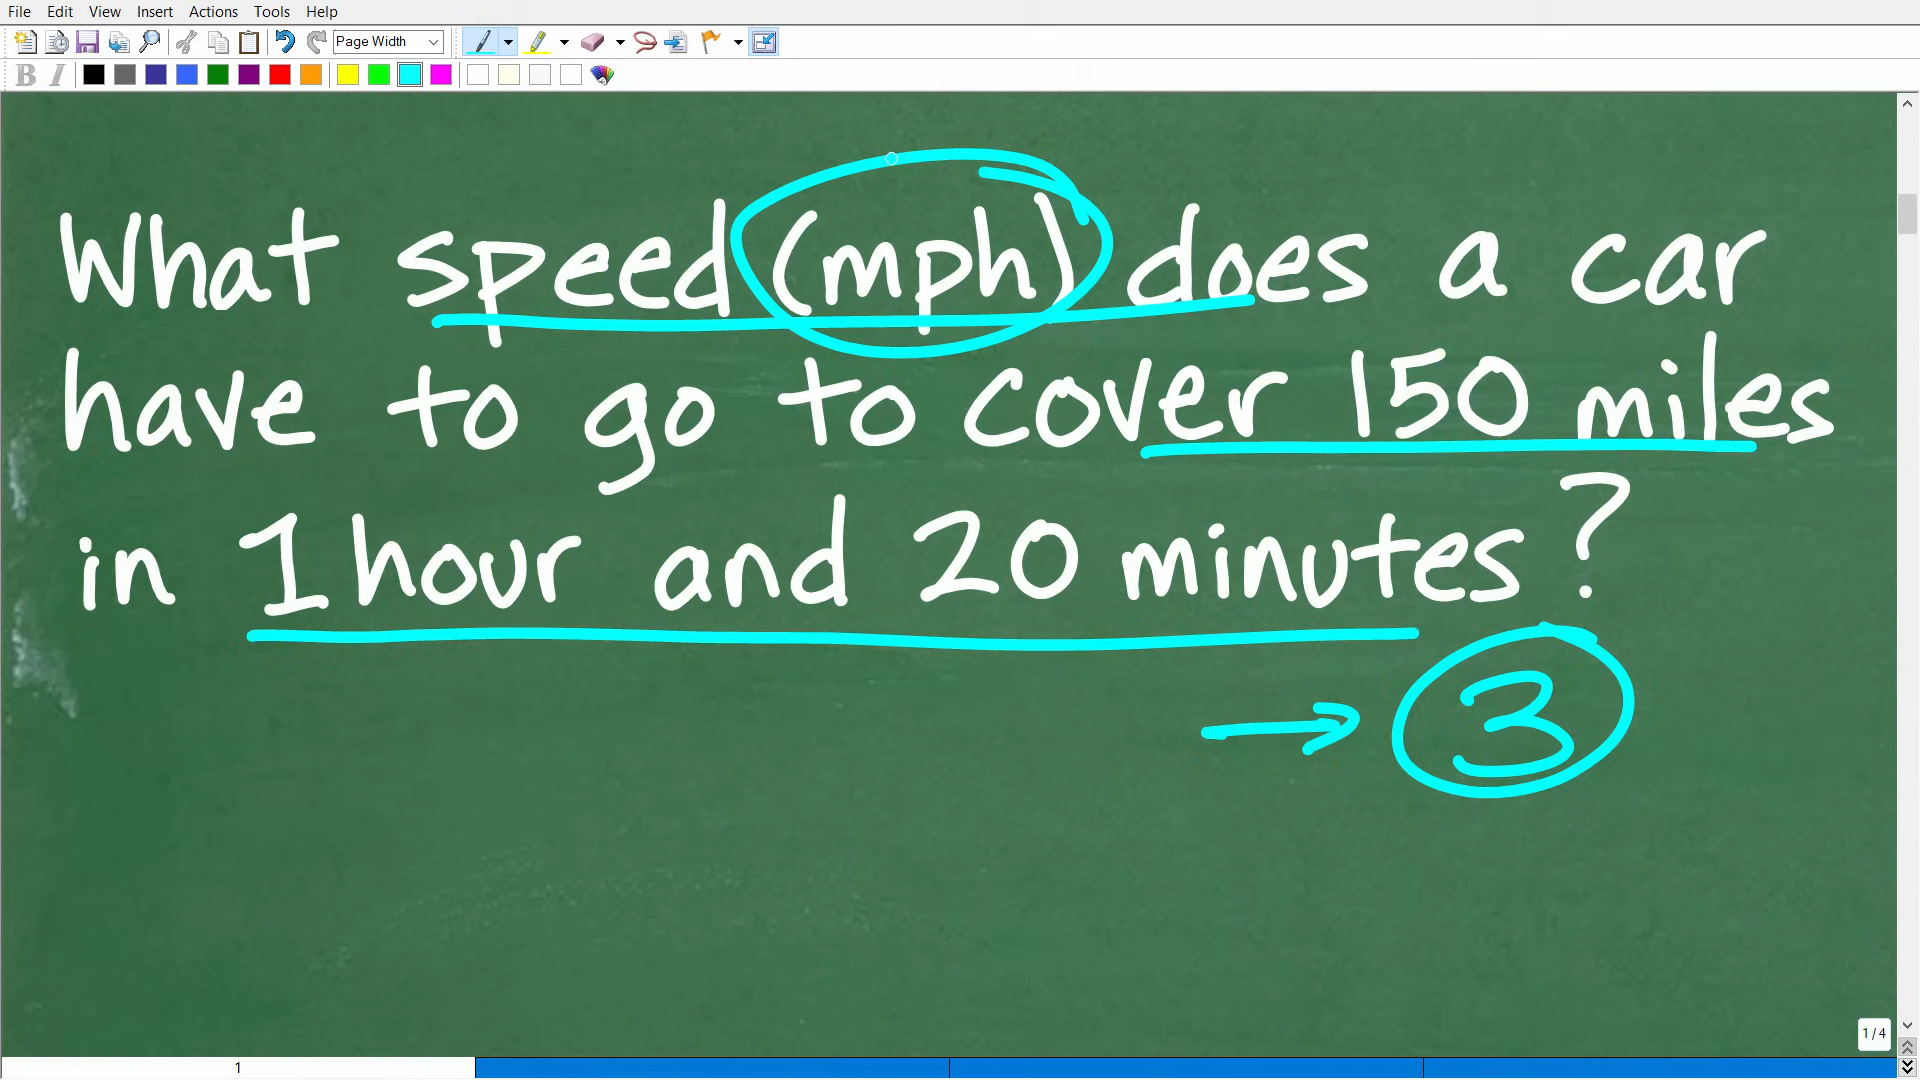 File Edit View Insert Actions Tools Help
Page Width
B I
What speed (mph) does a car
have to go to cover 150 miles
in 1 hour and 20 minutes?
→ 3
1/4
1